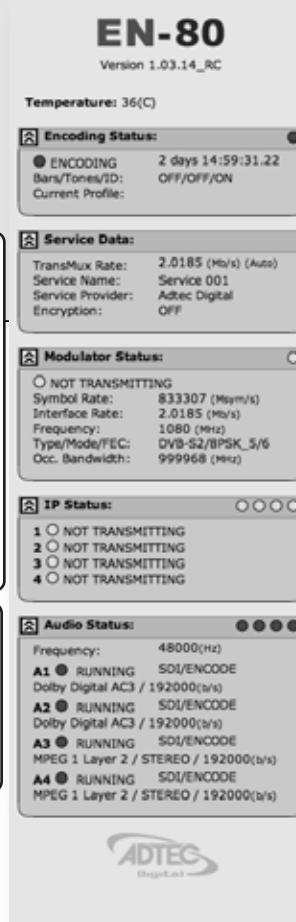 EN-80
Version 1.03.14_RC
Temperature: 36(C)
Encoding Status:
ENCODING 2 days 14:59:31.22
Bars/Tones/ID: OFF/OFF/ON
Current Profile:
Service Data:
TransMux Rate: 2.0185 (Mb/s) (Auto)
Service Name: Service 001
Service Provider: Adtec Digital
Encryption: OFF
Modulator Status:
NOT TRANSMITTING
Symbol Rate: 833307 (Msym/s)
Interface Rate: 2.0185 (Mb/s)
Frequency: 1080 (MHz)
Type/Mode/FEC: DVB-S2/8PSK_5/6
Occ. Bandwidth: 999968 (MHz)
IP Status:
1 NOT TRANSMITTING
2 NOT TRANSMITTING
3 NOT TRANSMITTING
4 NOT TRANSMITTING
Audio Status:
Frequency: 48000(Hz)
A1 RUNNING SDI/ENCODE
Dolby Digital AC3 / 192000(b/s)
A2 RUNNING SDI/ENCODE
Dolby Digital AC3 / 192000(b/s)
A3 RUNNING SDI/ENCODE
MPEG 1 Layer 2 / STEREO / 192000(b/s)
A4 RUNNING SDI/ENCODE
MPEG 1 Layer 2 / STEREO / 192000(b/s)
ADTEC
Digital